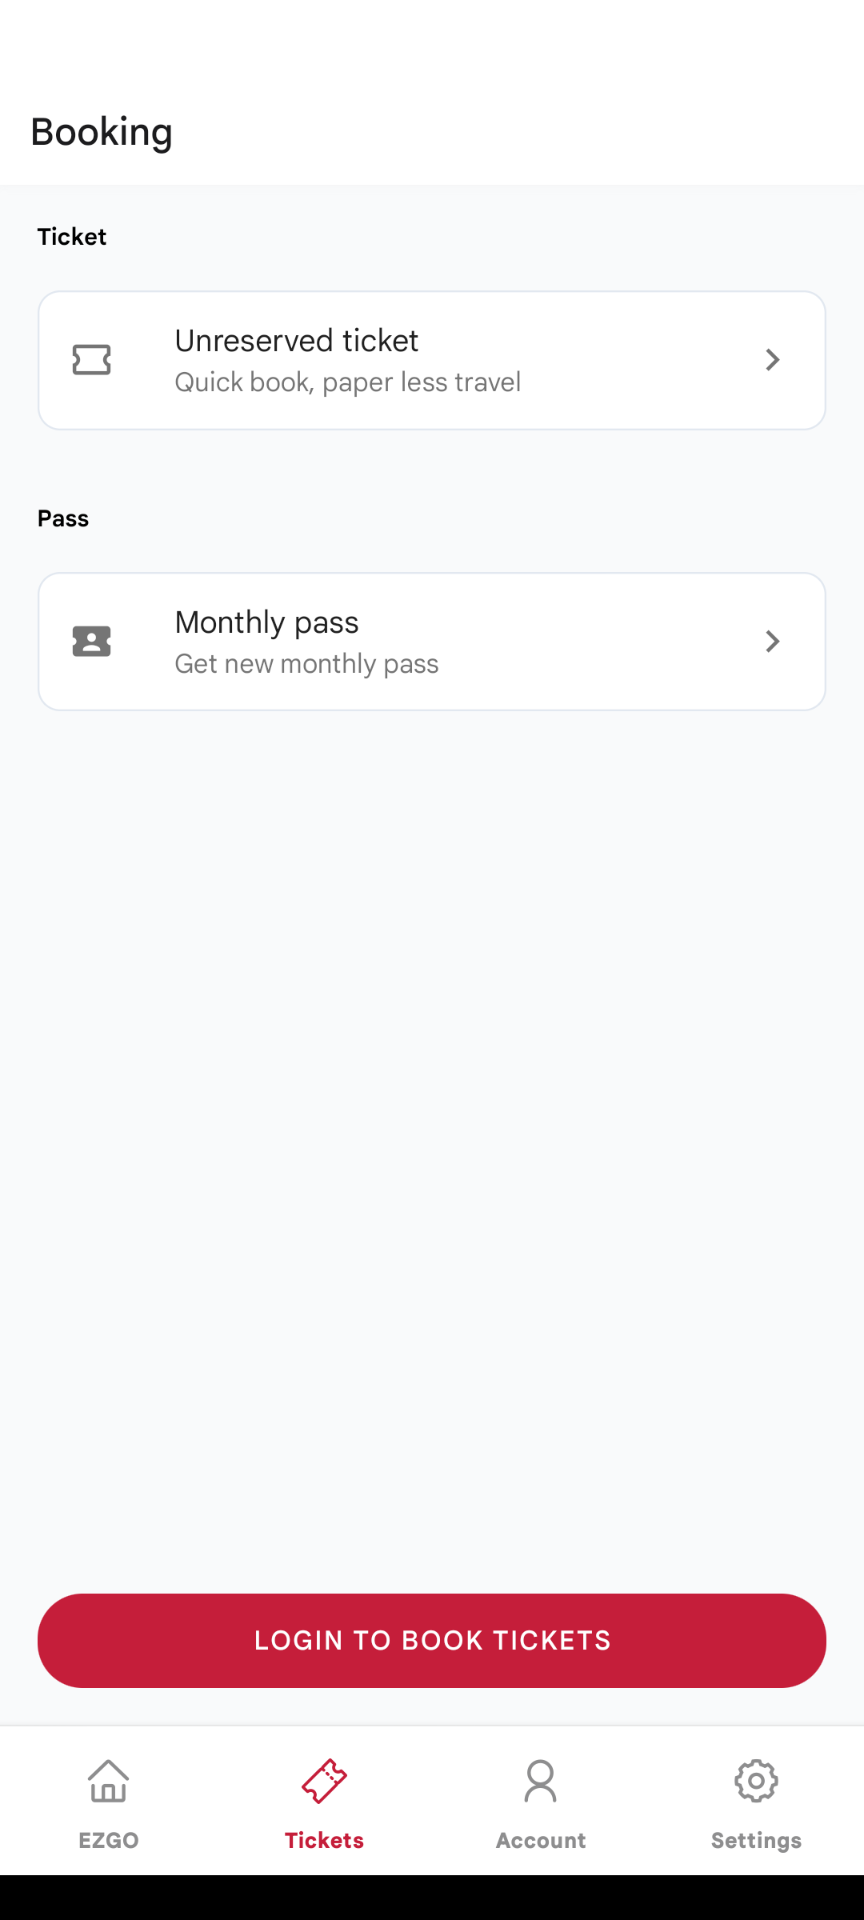 Booking
Ticket
Unreserved ticket
Quick book, paper less travel
Pass
Monthly pass
Get new monthly pass
LOGIN TO BOOK TICKETS
EZGO
Tickets
Account
Settings